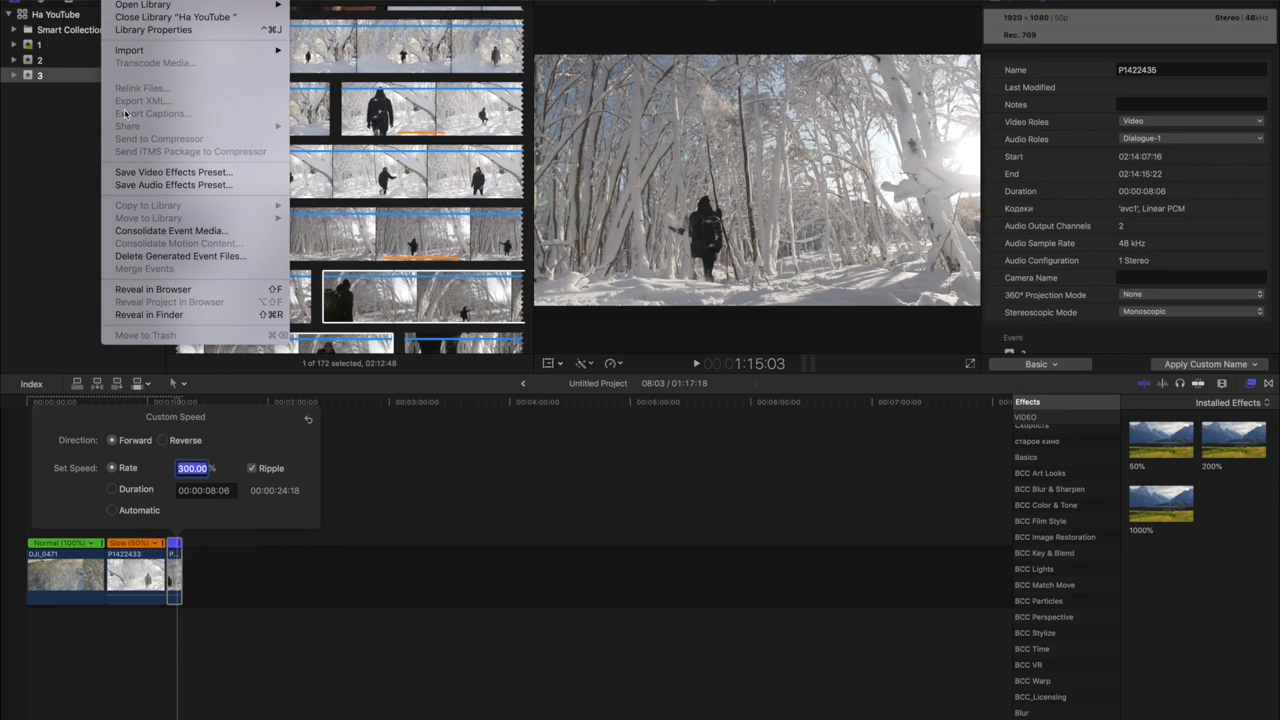 Ha YouTube
Smart Collection
1
2
3
Open Library
Close Library “Ha YouTube ”
Library Properties ⌃⌘J
Import
Transcode Media...
Relink Files...
Export XML...
Export Captions...
Share
Send to Compressor
Send iTMS Package to Compressor
Save Video Effects Preset...
Save Audio Effects Preset...
Copy to Library
Move to Library
Consolidate Event Media...
Consolidate Motion Content...
Delete Generated Event Files...
Merge Events
Reveal in Browser ⇧F
Reveal Project in Browser ⌥⇧F
Reveal in Finder ⇧⌘R
Move to Trash ⌘⌫
1 of 172 selected, 02:12:48
00:00 1:15:03
1920 × 1080 | 50p Stereo | 48kHz
Rec. 709
Name P1422435
Last Modified
Notes
Video Roles Video
Audio Roles Dialogue-1
Start 02:14:07:16
End 02:14:15:22
Duration 00:00:08:06
Кодеки 'avc1', Linear PCM
Audio Output Channels 2
Audio Sample Rate 48 kHz
Audio Configuration 1 Stereo
Camera Name
360° Projection Mode None
Stereoscopic Mode Monoscopic
Event
Basic Apply Custom Name
Index Untitled Project 08:03 / 01:17:18
00:00:00:00 00:01:00:00 00:02:00:00 00:03:00:00 00:04:00:00 00:05:00:00 00:06:00:00 00:07:00:00
Custom Speed
Direction: Forward Reverse
Set Speed: Rate 300.00 % Ripple
Duration 00:00:08:06 00:00:24:18
Automatic
Normal (100%) Slow (50%)
DJI_0471 P1422433 P...
Effects Installed Effects
VIDEO
Скорость
старое кино
Basics
BCC Art Looks
BCC Blur & Sharpen
BCC Color & Tone
BCC Film Style
BCC Image Restoration
BCC Key & Blend
BCC Lights
BCC Match Move
BCC Particles
BCC Perspective
BCC Stylize
BCC Time
BCC VR
BCC Warp
BCC_Licensing
Blur
50% 200%
1000%